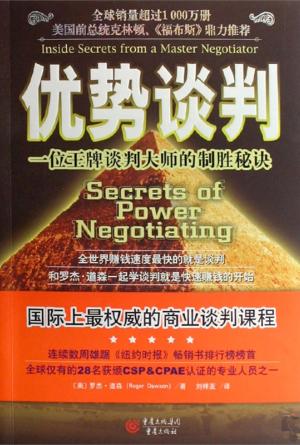 全球销量超过1000万册
美国前总统克林顿、《福布斯》鼎力推荐
Inside Secrets from a Master Negotiator
优势谈判
一位王牌谈判大师的制胜秘诀
Secrets of
Power
Negotiating
全世界赚钱速度最快的就是谈判
和罗杰·道森一起学谈判就是快速赚钱的开始
国际上最权威的商业谈判课程
★★★★★
连续数周雄踞《纽约时报》畅销书排行榜榜首
全球仅有的28名获颁CSP&CPAE认证的专业人员之一
〔美〕罗杰·道森（Roger Dawson） 著 刘祥亚 译
重庆出版集团
重庆出版社